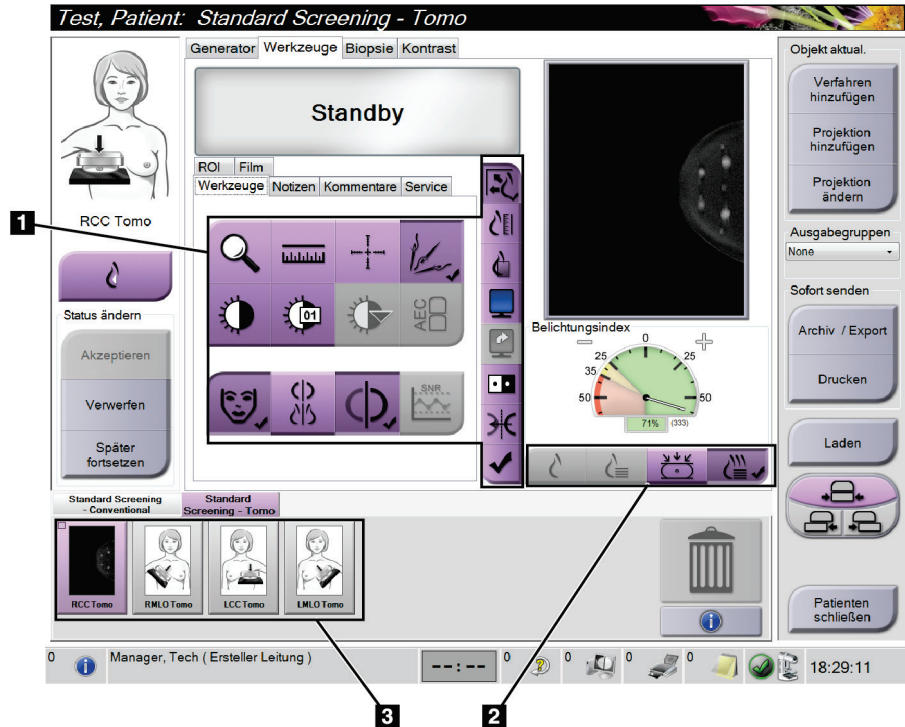 Test, Patient: Standard Screening - Tomo
Generator Werkzeuge Biopsie Kontrast
Standby
ROI Film
Werkzeuge Notizen Kommentare Service
01
AEC
SNR
RCC Tomo
Status ändern
Akzeptieren
Verwerfen
Später
fortsetzen
Belichtungsindex
0
25 25
35
50 50
71% (333)
Objekt aktual.
Verfahren
hinzufügen
Projektion
hinzufügen
Projektion
ändern
Ausgabegruppen
None
Sofort senden
Archiv / Export
Drucken
Laden
Patienten
schließen
Standard Screening
- Conventional
Standard
Screening - Tomo
RCC Tomo
RMLO Tomo
LCC Tomo
LMLO Tomo
0 Manager, Tech ( Ersteller Leitung )
--:-- 0 0 0 0
18:29:11
1
2
3